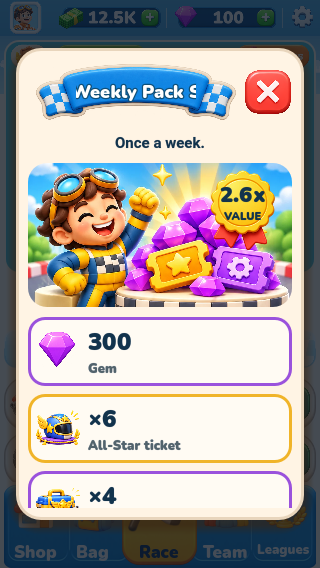 12.5K
100
Weekly Pack S
Once a week.
2.6x
VALUE
300
Gem
×6
All-Star ticket
×4
Shop
Bag
Race
Team
Leagues